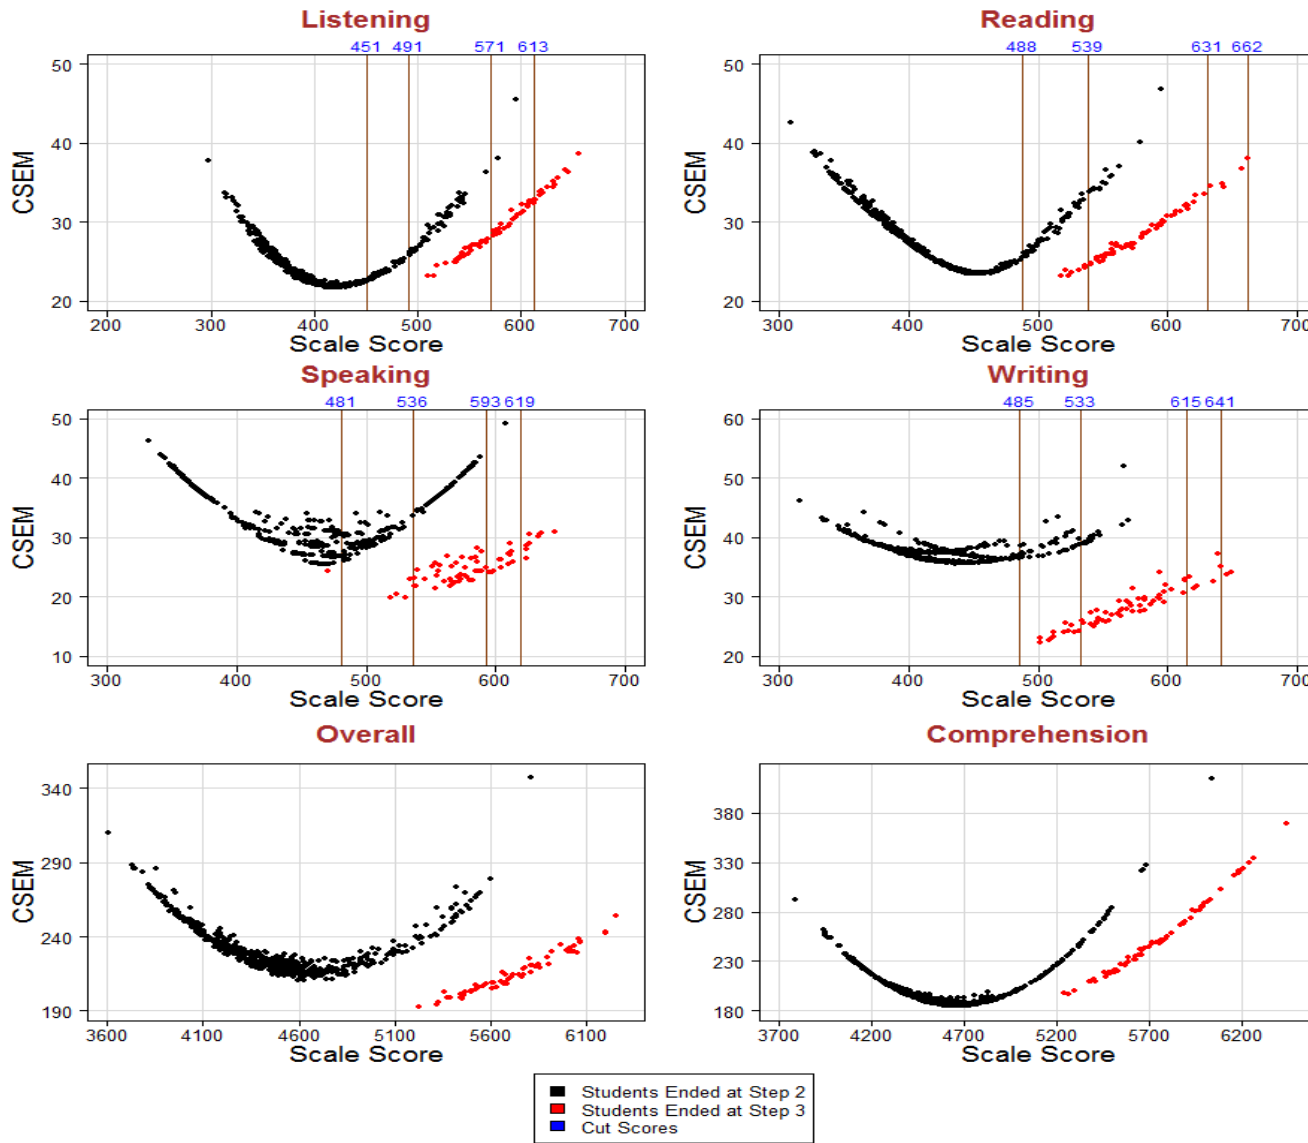 Listening
451 491 571 613
50
40
30
20
CSEM
200 300 400 500 600 700
Scale Score
Reading
488 539 631 662
50
40
30
20
CSEM
300 400 500 600 700
Scale Score
Speaking
481 536 593 619
50
40
30
20
10
CSEM
300 400 500 600 700
Scale Score
Writing
485 533 615 641
60
50
40
30
20
CSEM
300 400 500 600 700
Scale Score
Overall
340
290
240
190
CSEM
3600 4100 4600 5100 5600 6100
Scale Score
Comprehension
380
330
280
230
180
CSEM
3700 4200 4700 5200 5700 6200
Scale Score
Students Ended at Step 2
Students Ended at Step 3
Cut Scores